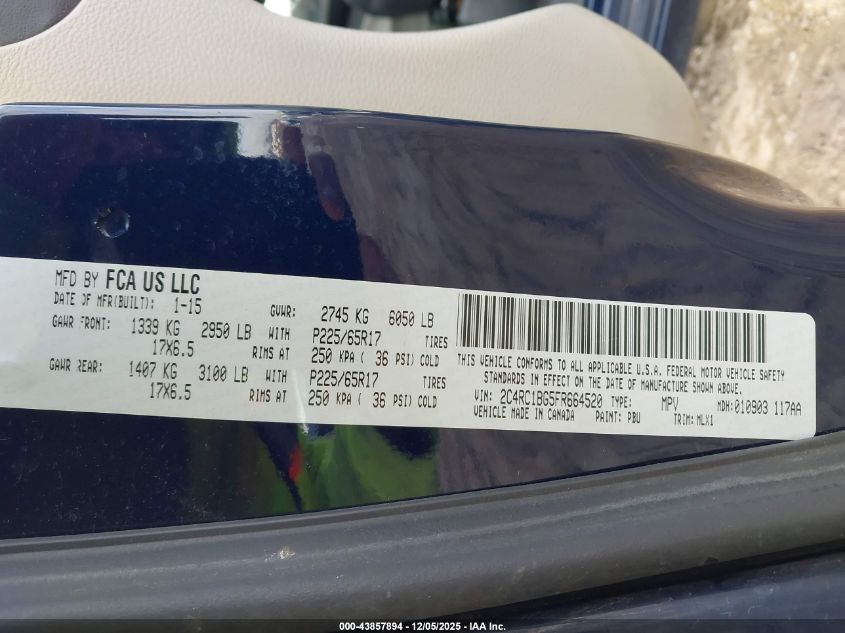 MFD BY FCA US LLC
DATE OF MFR(BUILT): 1-15 GVWR: 2745 KG 6050 LB
GAWR FRONT: 1339 KG 2950 LB WITH P225/65R17 TIRES
17X6.5 RIMS AT 250 KPA ( 36 PSI) COLD
GAWR REAR: 1407 KG 3100 LB WITH P225/65R17 TIRES
17X6.5 RIMS AT 250 KPA ( 36 PSI) COLD
THIS VEHICLE CONFORMS TO ALL APPLICABLE U.S.A. FEDERAL MOTOR VEHICLE SAFETY
STANDARDS IN EFFECT ON THE DATE OF MANUFACTURE SHOWN ABOVE.
VIN: 2C4RC1BG5FR664520 TYPE: MPV MDH:010903 117AA
VEHICLE MADE IN CANADA PAINT: PBU TRIM: MLX1
000-43857894 - 12/05/2025 - IAA Inc.